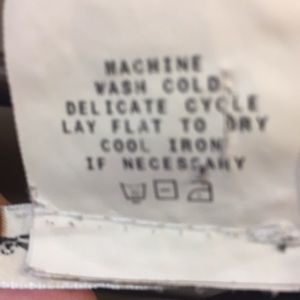 MACHINE
WASH COLD
DELICATE CYCLE
LAY FLAT TO DRY
COOL IRON
IF NECESSARY